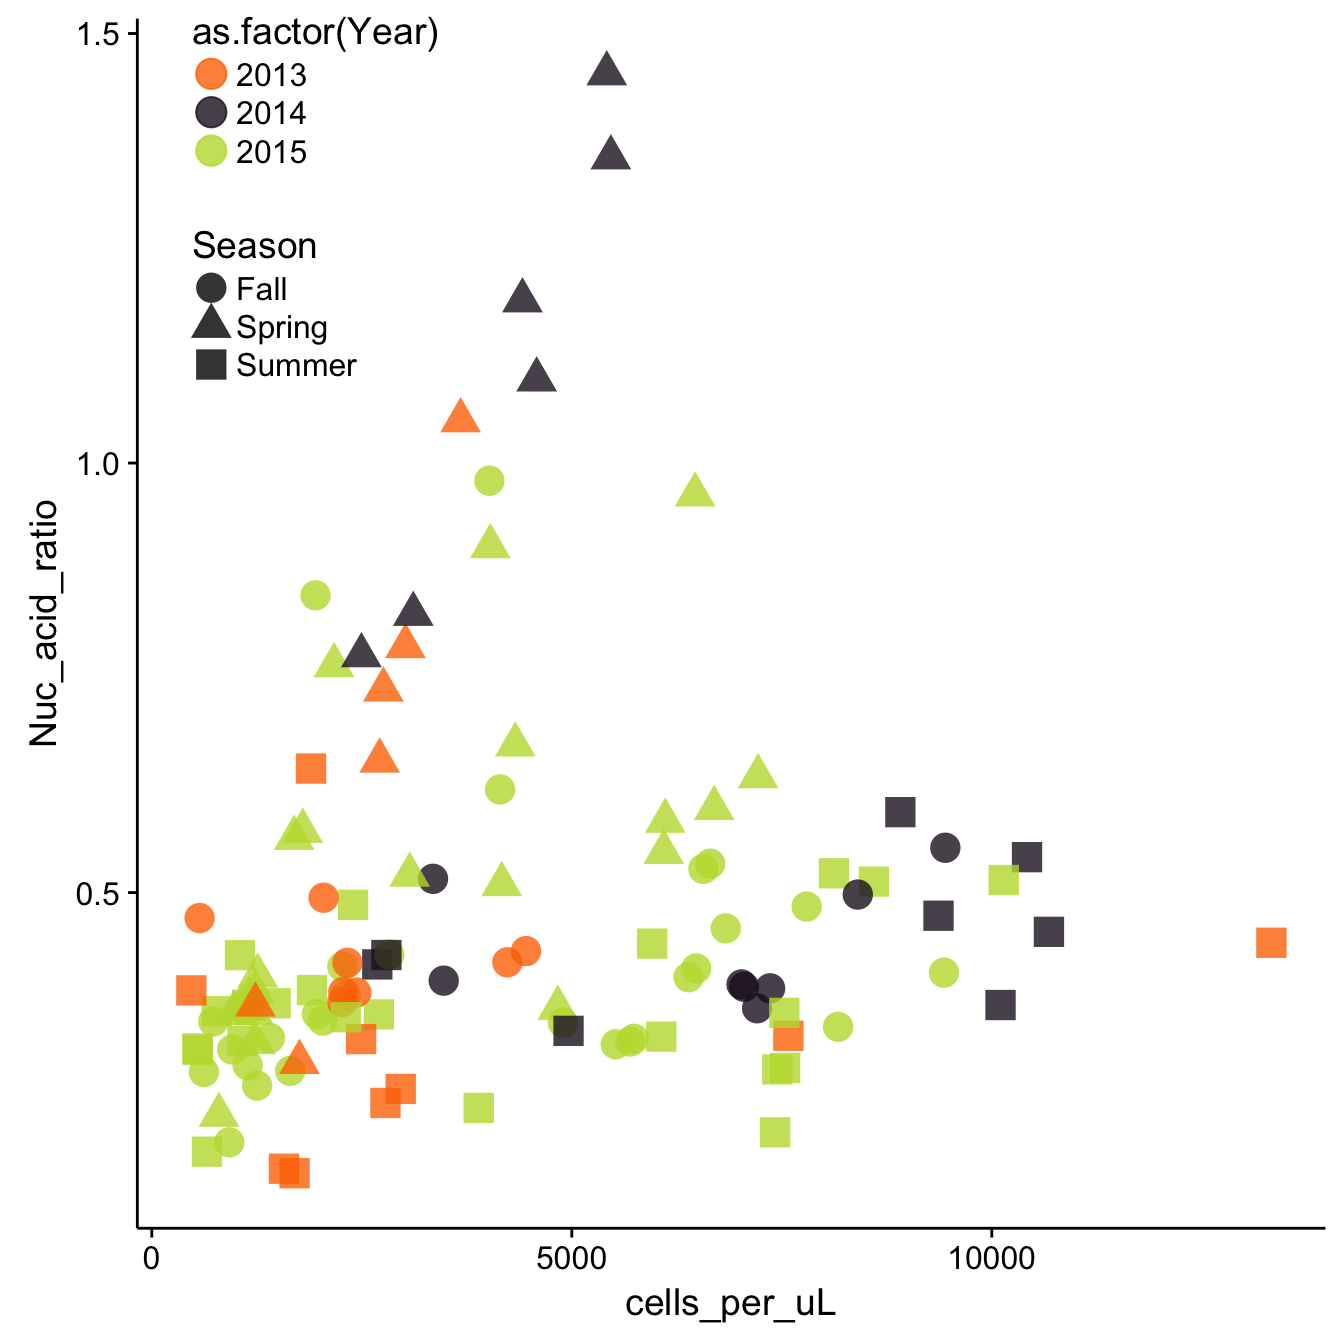 as.factor(Year)
2013
2014
2015
Season
Fall
Spring
Summer
1.5
1.0
0.5
Nuc_acid_ratio
0
5000
10000
cells_per_uL